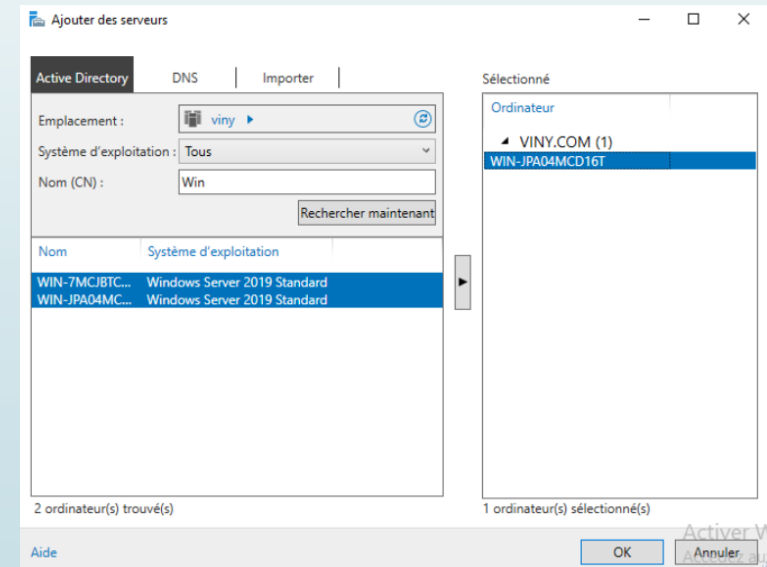 Ajouter des serveurs
Active Directory DNS Importer
Emplacement : viny
Système d'exploitation : Tous
Nom (CN) : Win
Rechercher maintenant
Nom Système d'exploitation
WIN-7MCJBTC... Windows Server 2019 Standard
WIN-JPA04MC... Windows Server 2019 Standard
2 ordinateur(s) trouvé(s)
Sélectionné
Ordinateur
VINY.COM (1)
WIN-JPA04MCD16T
1 ordinateur(s) sélectionné(s)
Activer W
Aide OK Annuler